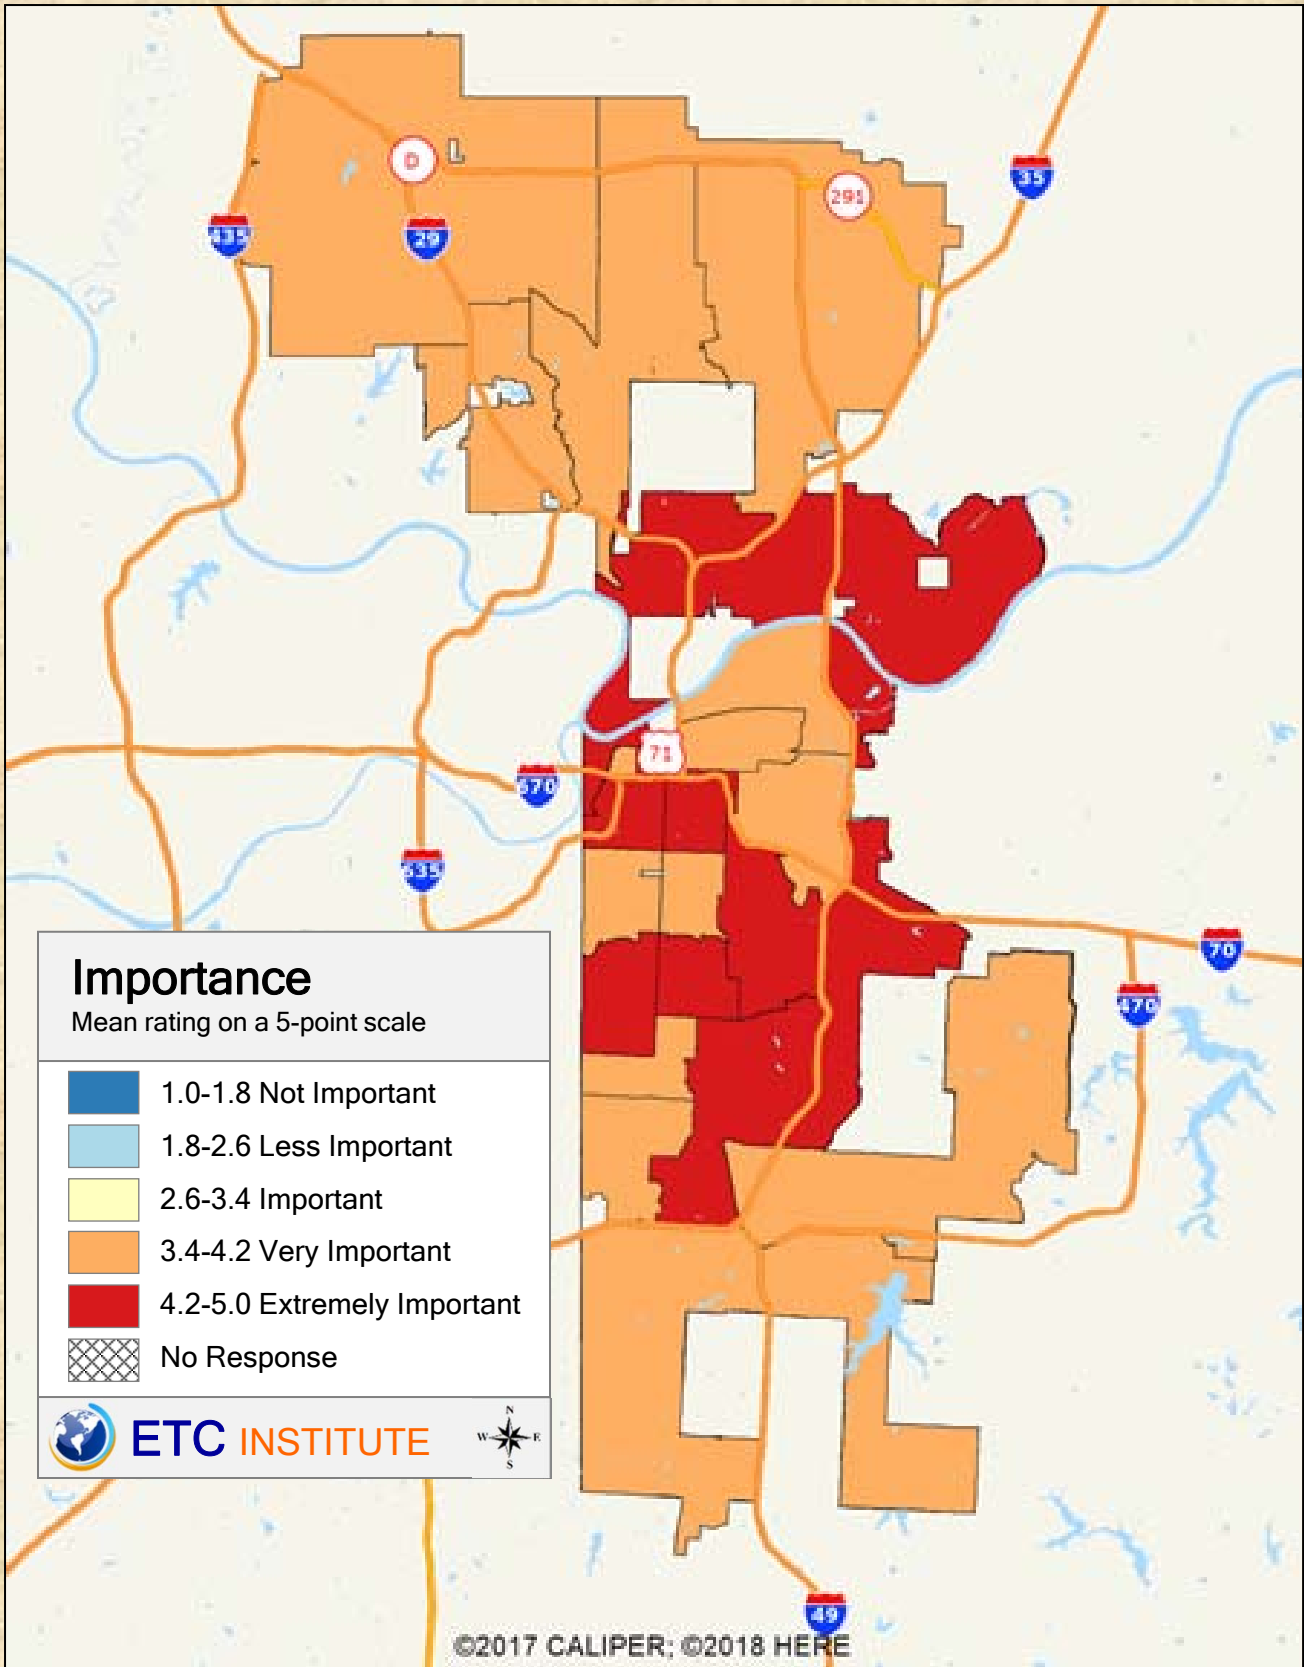 D
291
35
435
29
71
670
635
70
470
Importance
Mean rating on a 5-point scale
1.0-1.8 Not Important
1.8-2.6 Less Important
2.6-3.4 Important
3.4-4.2 Very Important
4.2-5.0 Extremely Important
No Response
ETC INSTITUTE
N
W E
S
49
©2017 CALIPER; ©2018 HERE